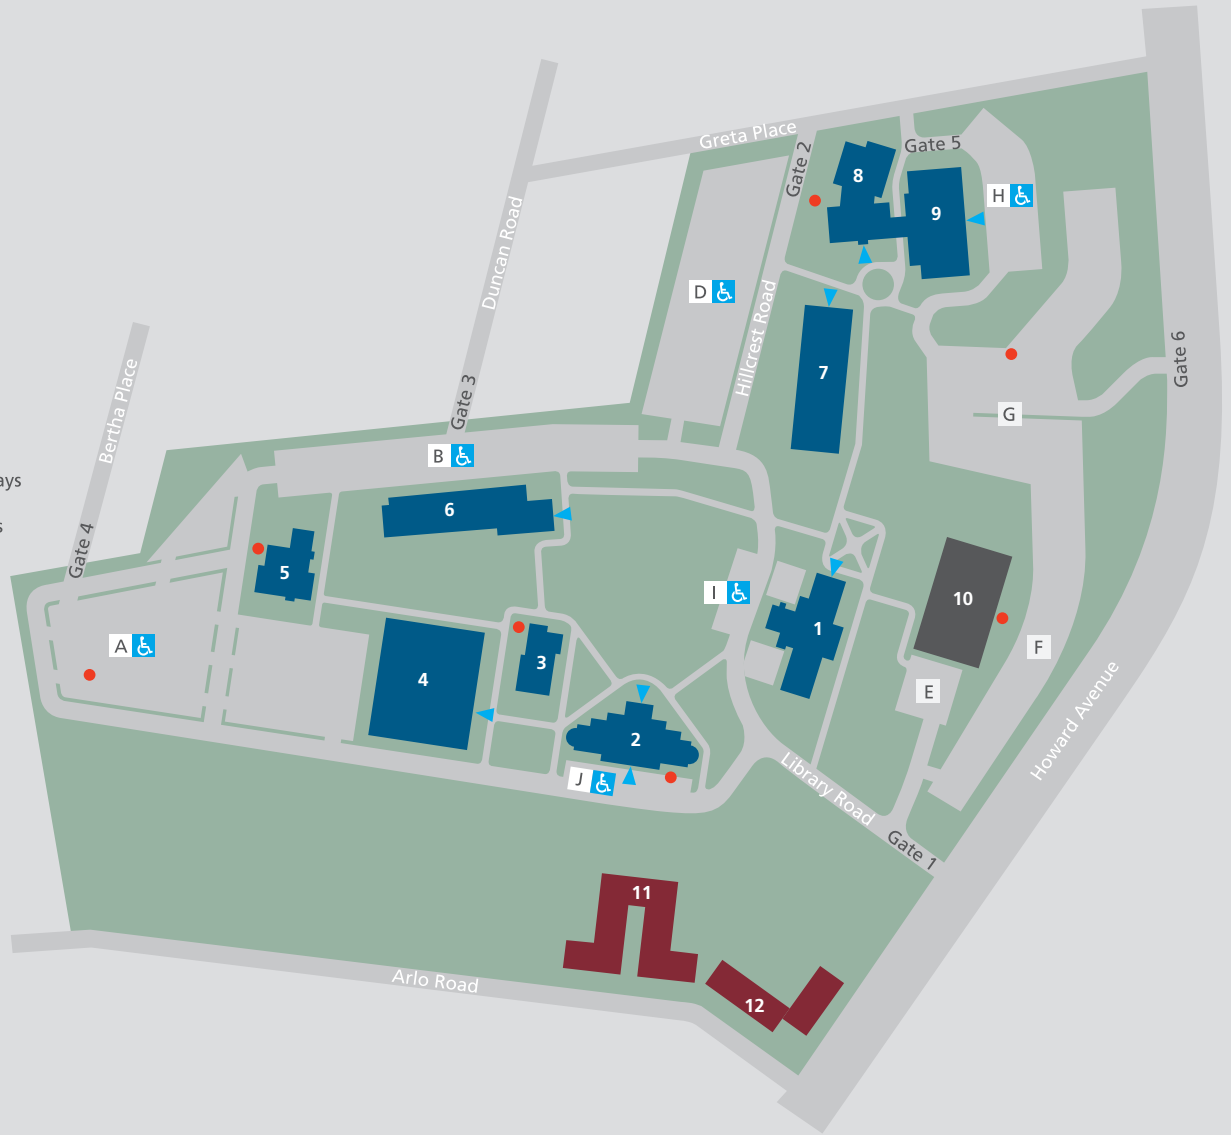 Greta Place
Gate 5
Gate 2
8
H
9
Duncan Road
D
Hillcrest Road
Gate 6
Bertha Place
7
Gate 3
G
B
ays
6
s
Gate 4
5
I
10
1
A
3
F
4
E
2
Howard Avenue
J
Library Road
Gate 1
11
Arlo Road
12